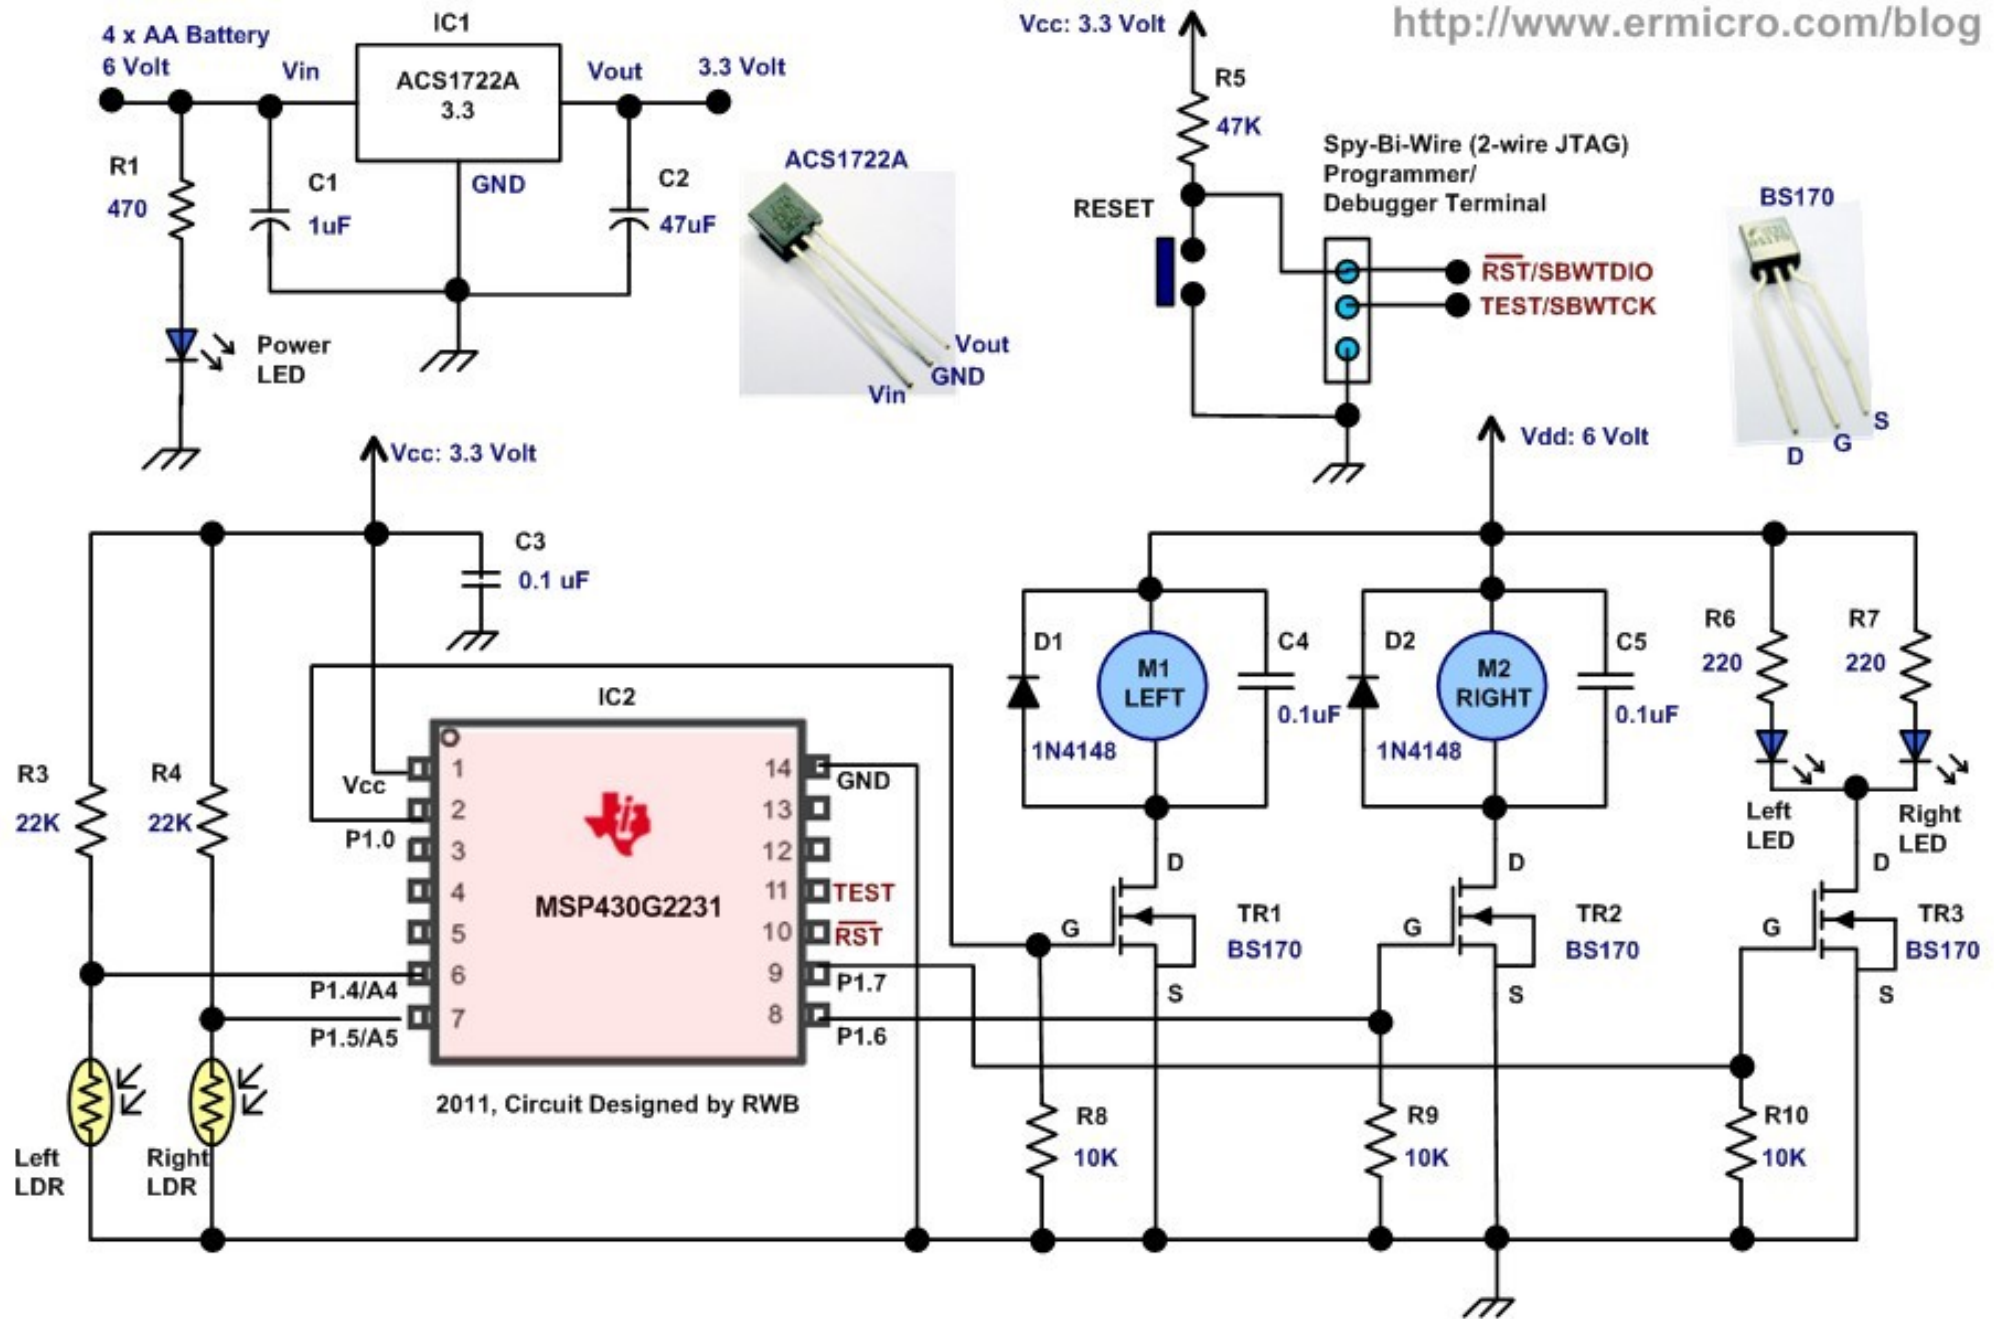 http://www.ermicro.com/blog
4 x AA Battery
6 Volt
Vin
IC1
ACS1722A
3.3
Vout
3.3 Volt
GND
R1
470
C1
1uF
C2
47uF
Power
LED
ACS1722A
Vout
GND
Vin
Vcc: 3.3 Volt
R5
47K
RESET
Spy-Bi-Wire (2-wire JTAG)
Programmer/
Debugger Terminal
RST/SBWTDIO
TEST/SBWTCK
BS170
D
G
S
Vcc: 3.3 Volt
C3
0.1 uF
R3
22K
R4
22K
Left
LDR
Right
LDR
IC2
MSP430G2231
Vcc
P1.0
P1.4/A4
P1.5/A5
1
2
3
4
5
6
7
14
13
12
11
10
9
8
GND
TEST
RST
P1.7
P1.6
2011, Circuit Designed by RWB
Vdd: 6 Volt
D1
1N4148
M1
LEFT
C4
0.1uF
D2
1N4148
M2
RIGHT
C5
0.1uF
R6
220
R7
220
Left
LED
Right
LED
D
G
S
TR1
BS170
D
G
S
TR2
BS170
D
G
S
TR3
BS170
R8
10K
R9
10K
R10
10K